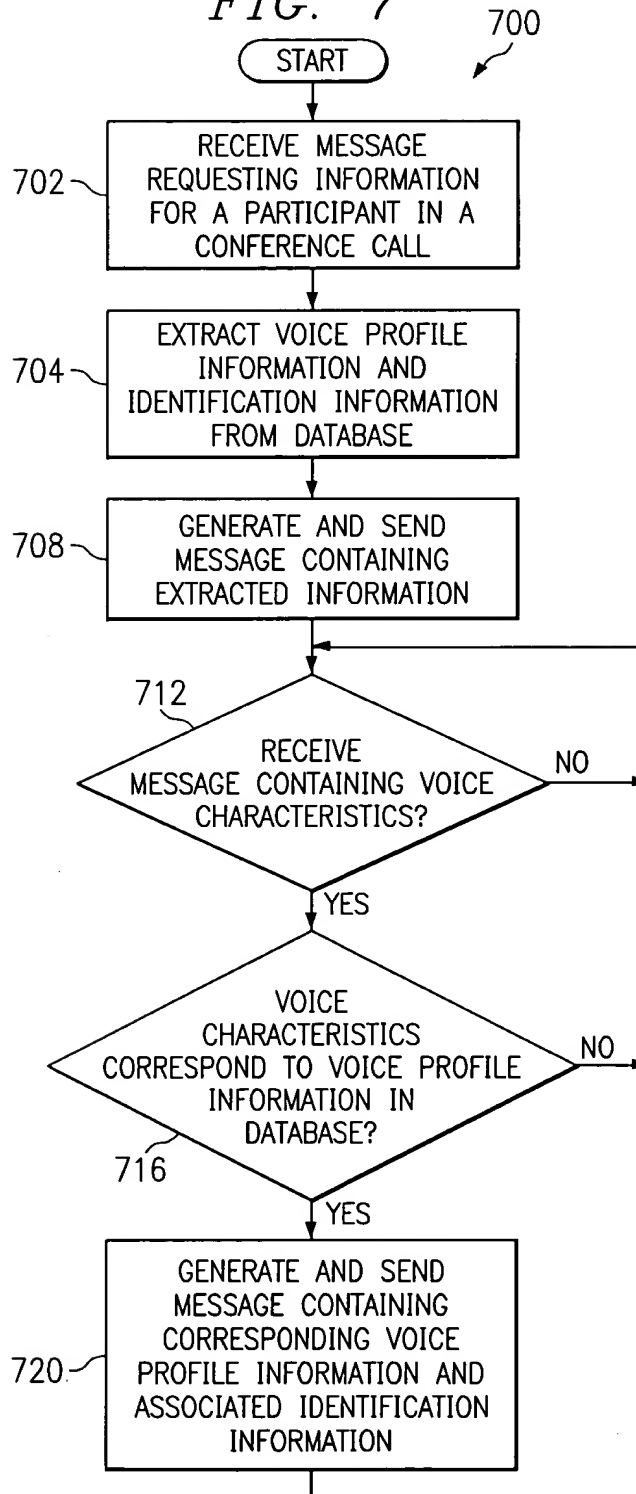 FIG. 7
700
START
702
RECEIVE MESSAGE
REQUESTING INFORMATION
FOR A PARTICIPANT IN A
CONFERENCE CALL
704
EXTRACT VOICE PROFILE
INFORMATION AND
IDENTIFICATION INFORMATION
FROM DATABASE
708
GENERATE AND SEND
MESSAGE CONTAINING
EXTRACTED INFORMATION
712
RECEIVE
MESSAGE CONTAINING VOICE
CHARACTERISTICS?
NO
YES
VOICE
CHARACTERISTICS
CORRESPOND TO VOICE PROFILE
INFORMATION IN
DATABASE?
NO
716
YES
720
GENERATE AND SEND
MESSAGE CONTAINING
CORRESPONDING VOICE
PROFILE INFORMATION AND
ASSOCIATED IDENTIFICATION
INFORMATION